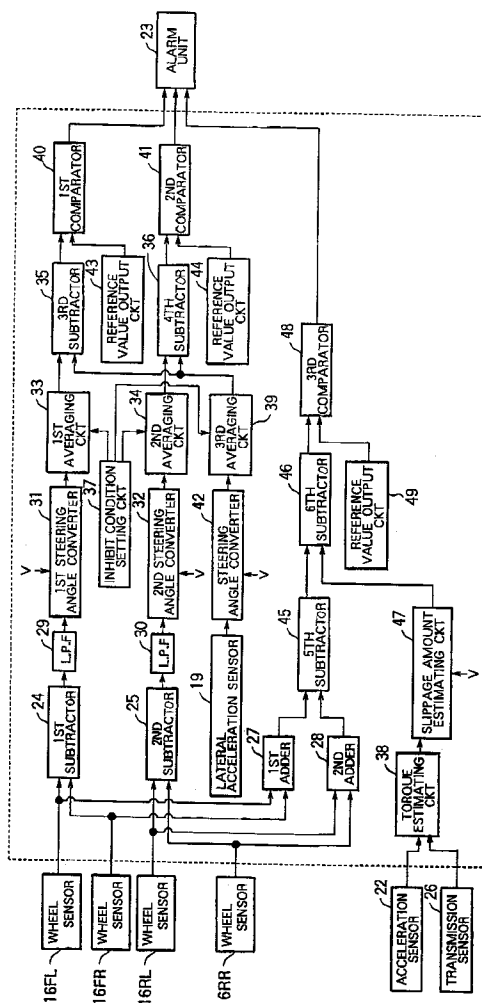 16FL
WHEEL
SENSOR
16FR
WHEEL
SENSOR
16RL
WHEEL
SENSOR
6RR
WHEEL
SENSOR
22
ACCELERATION
SENSOR
26
TRANSMISSION
SENSOR
24
1ST
SUBTRACTOR
25
2ND
SUBTRACTOR
29
L.P.F
30
L.P.F
V
31
1ST STEERING
ANGLE CONVERTER
32
2ND STEERING
ANGLE CONVERTER
V
19
LATERAL
ACCELERATION SENSOR
42
STEERING
ANGLE CONVERTER
V
27
1ST
ADDER
28
2ND
ADDER
38
TORQUE
ESTIMATING
CKT
33
1ST
AVERAGING
CKT
37
INHIBIT CONDITION
SETTING CKT
34
2ND
AVERAGING
CKT
39
3RD
AVERAGING
CKT
45
5TH
SUBTRACTOR
47
SLIPPAGE AMOUNT
ESTIMATING CKT
V
35
3RD
SUBTRACTOR
43
REFERENCE
VALUE OUTPUT
CKT
36
4TH
SUBTRACTOR
44
REFERENCE
VALUE OUTPUT
CKT
46
6TH
SUBTRACTOR
49
REFERENCE
VALUE OUTPUT
CKT
40
1ST
COMPARATOR
41
2ND
COMPARATOR
48
3RD
COMPARATOR
23
ALARM
UNIT